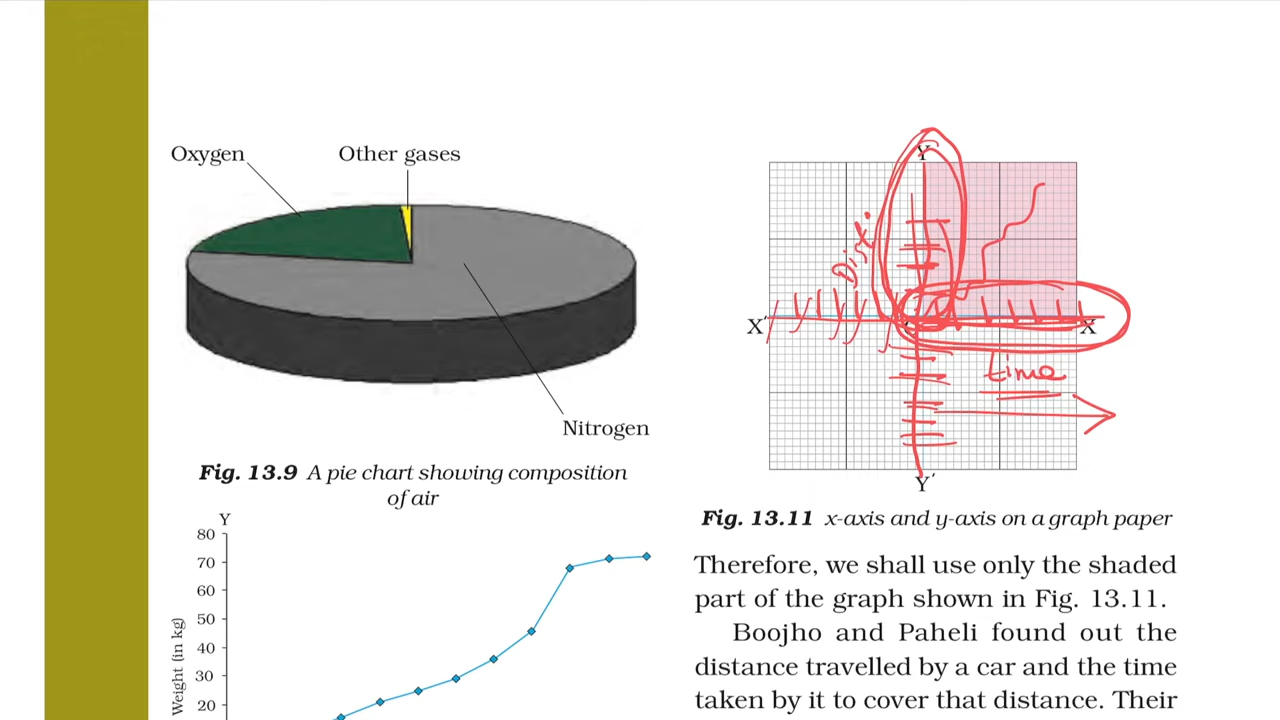 Oxygen
Other gases
Nitrogen
Fig. 13.9 A pie chart showing composition
of air
Y
80
70
60
50
40
30
20
Weight (in kg)
Y
Dist.
X′
X
time
Y′
Fig. 13.11 x-axis and y-axis on a graph paper
Therefore, we shall use only the shaded
part of the graph shown in Fig. 13.11.
Boojho and Paheli found out the
distance travelled by a car and the time
taken by it to cover that distance. Their